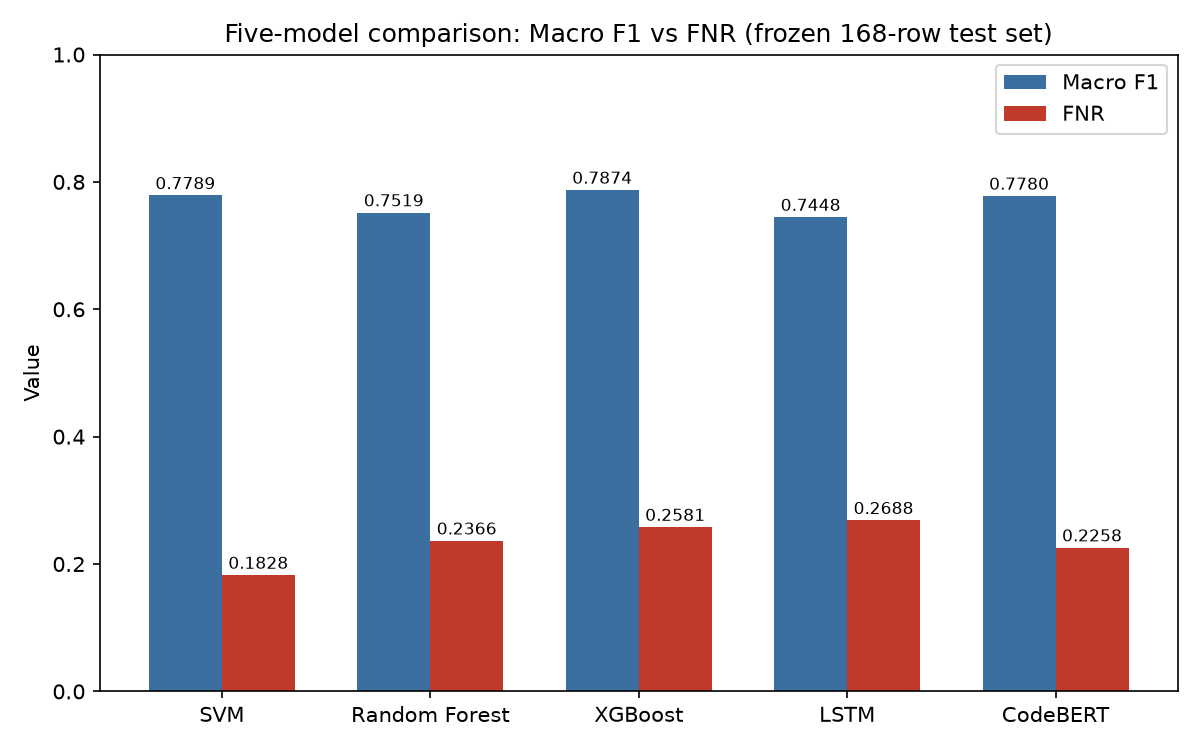 Five-model comparison: Macro F1 vs FNR (frozen 168-row test set)
Macro F1
FNR
Value
1.0
0.8
0.6
0.4
0.2
0.0
0.7789
0.1828
0.7519
0.2366
0.7874
0.2581
0.7448
0.2688
0.7780
0.2258
SVM
Random Forest
XGBoost
LSTM
CodeBERT